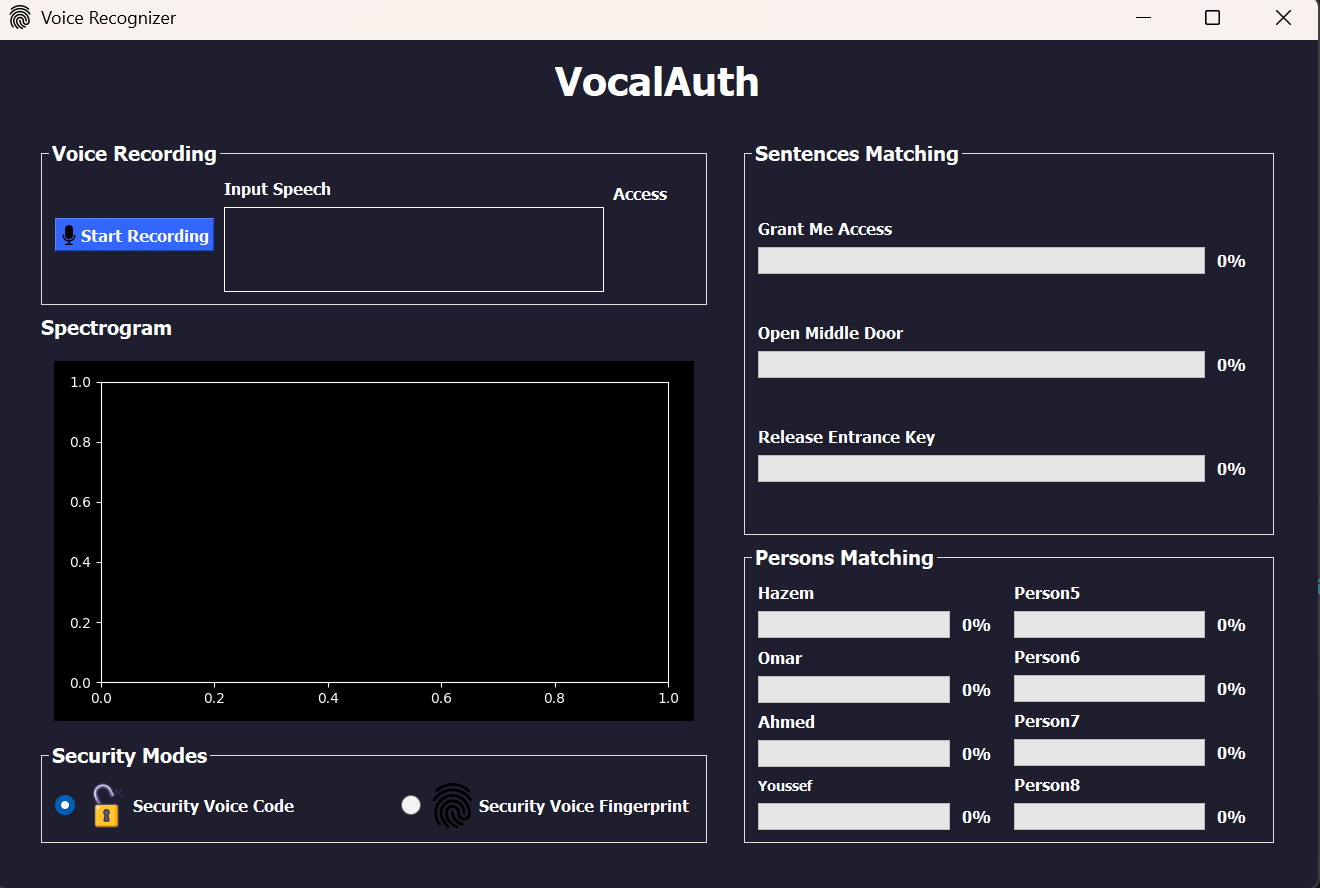 Voice Recognizer
VocalAuth
Voice Recording
Input Speech
Access
Start Recording
Spectrogram
1.0
0.8
0.6
0.4
0.2
0.0
0.0 0.2 0.4 0.6 0.8 1.0
Security Modes
Security Voice Code
Security Voice Fingerprint
Sentences Matching
Grant Me Access
0%
Open Middle Door
0%
Release Entrance Key
0%
Persons Matching
Hazem Person5
0% 0%
Omar Person6
0% 0%
Ahmed Person7
0% 0%
Youssef Person8
0% 0%